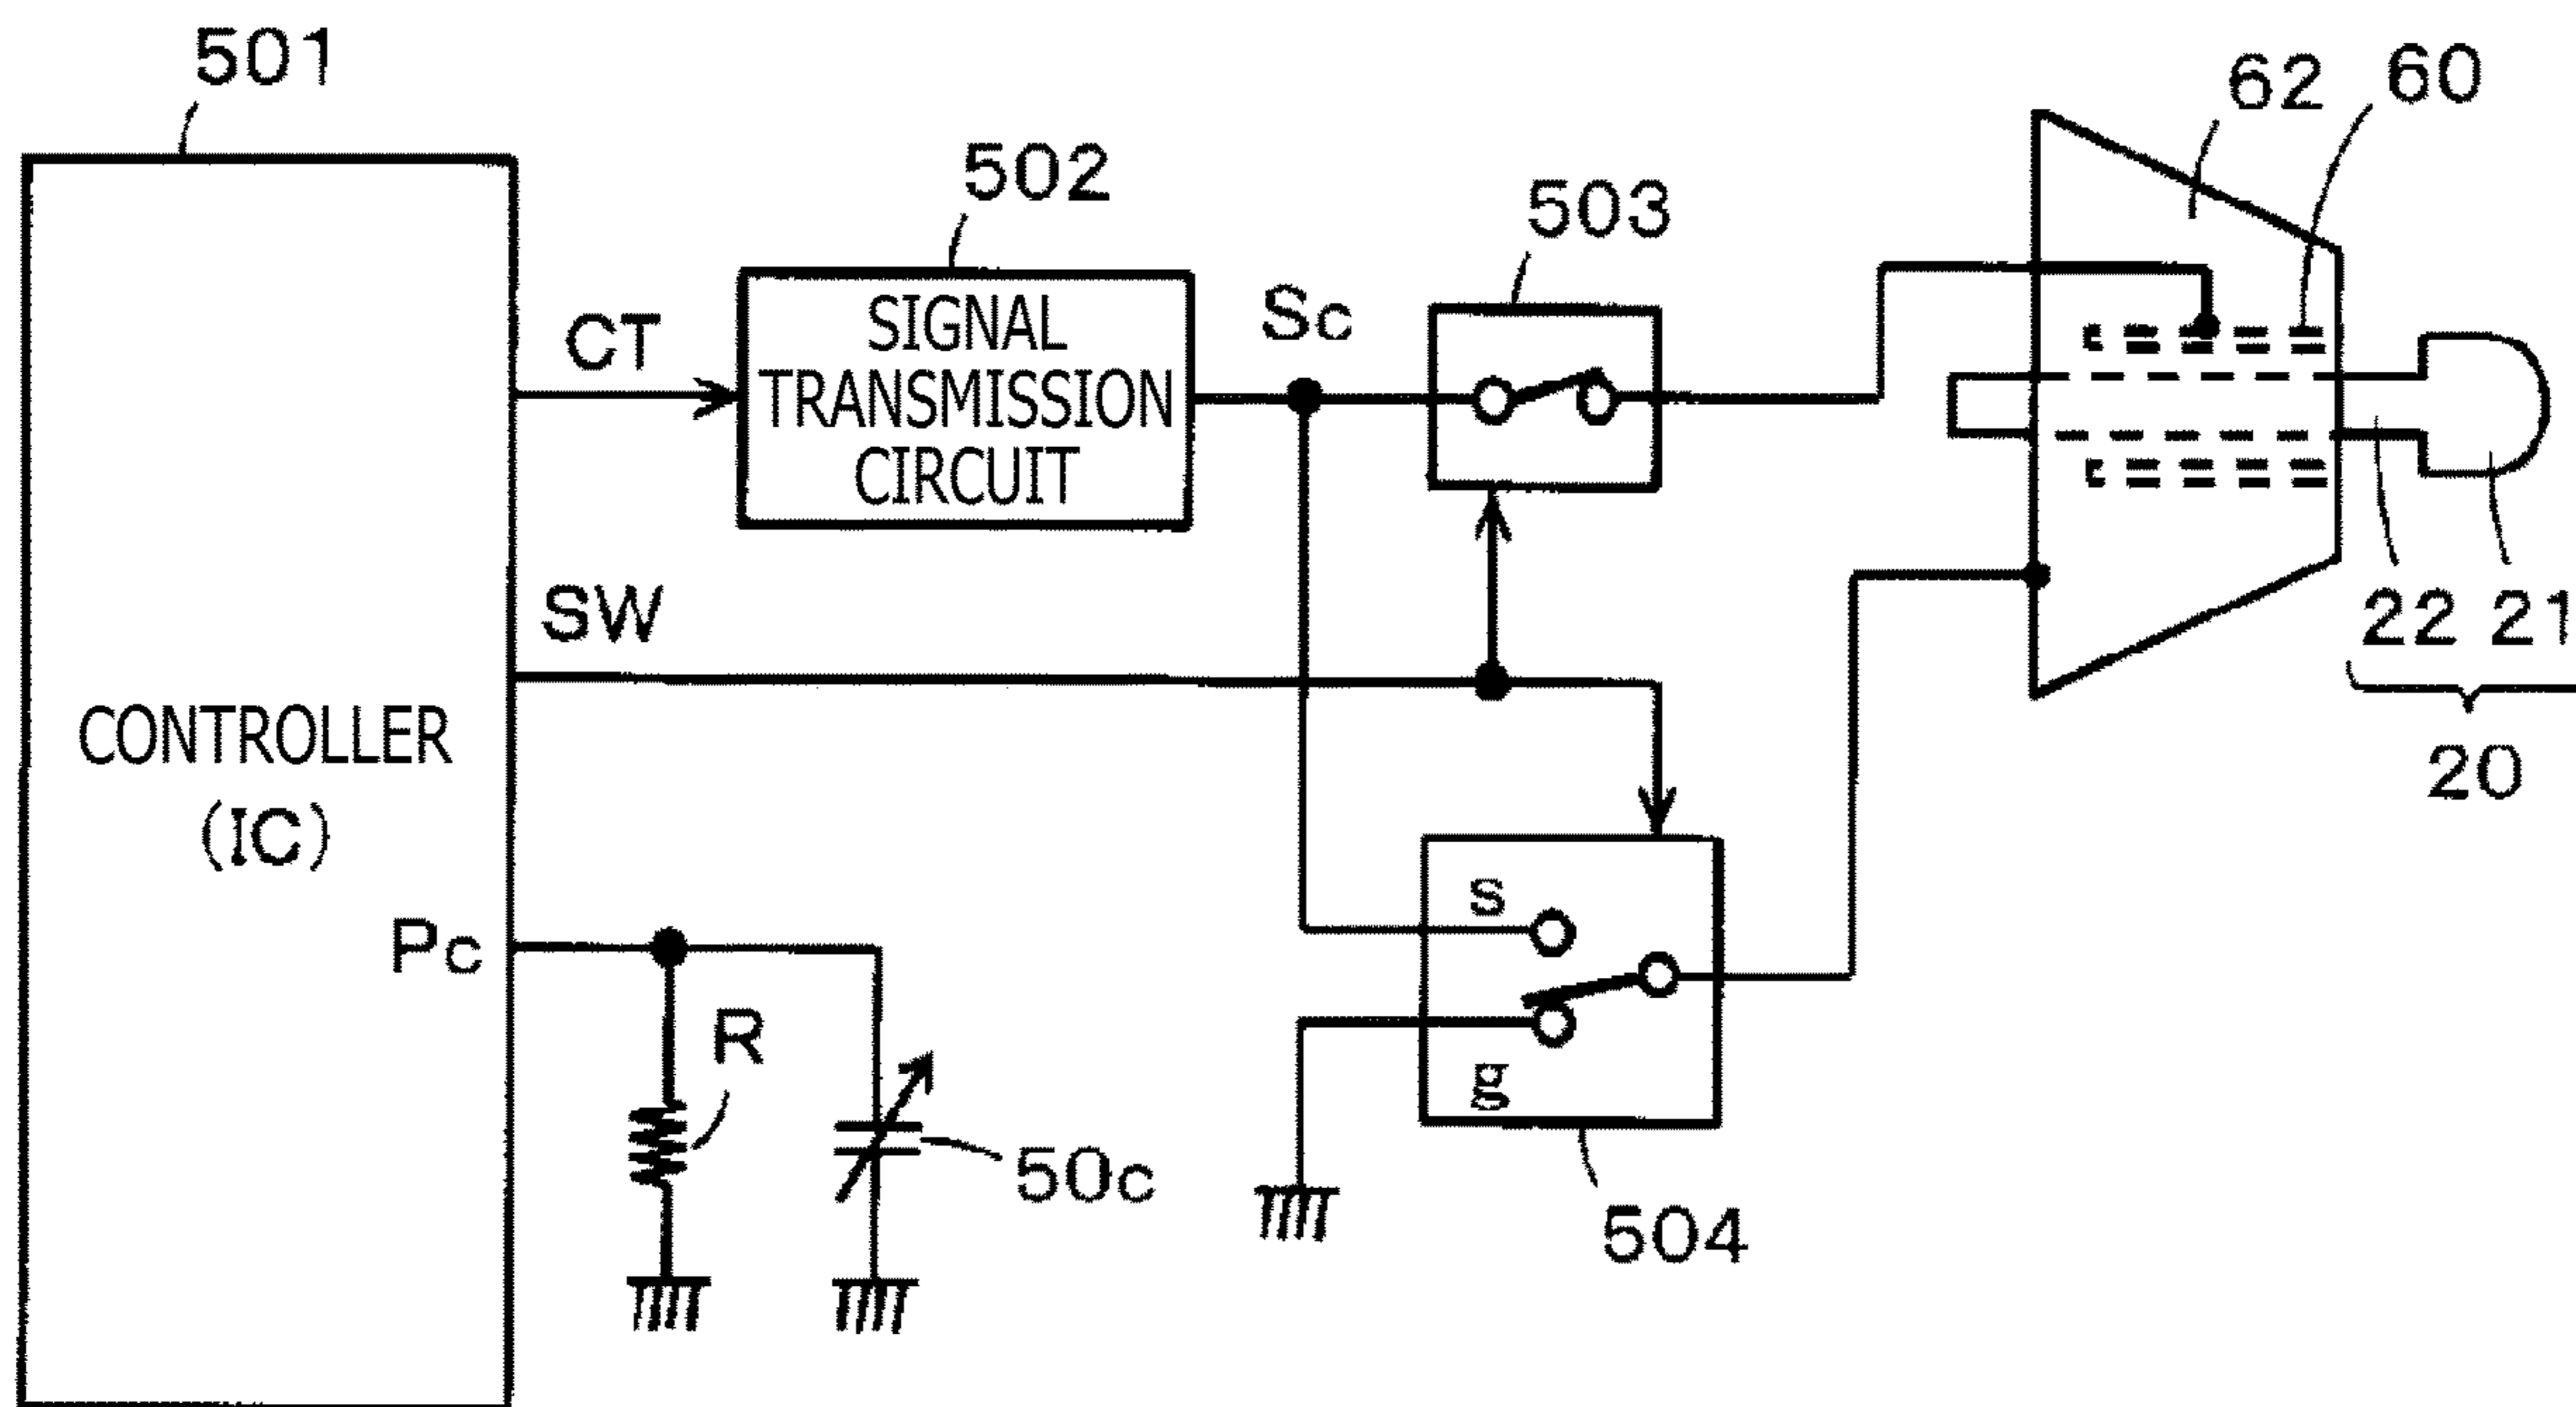 501
502
503
62
60
CT
SIGNAL
TRANSMISSION
CIRCUIT
Sc
SW
22
21
20
CONTROLLER
(IC)
Pc
R
50c
s
g
504